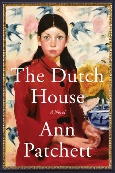 The Dutch
House
A Novel
Ann
Patchett